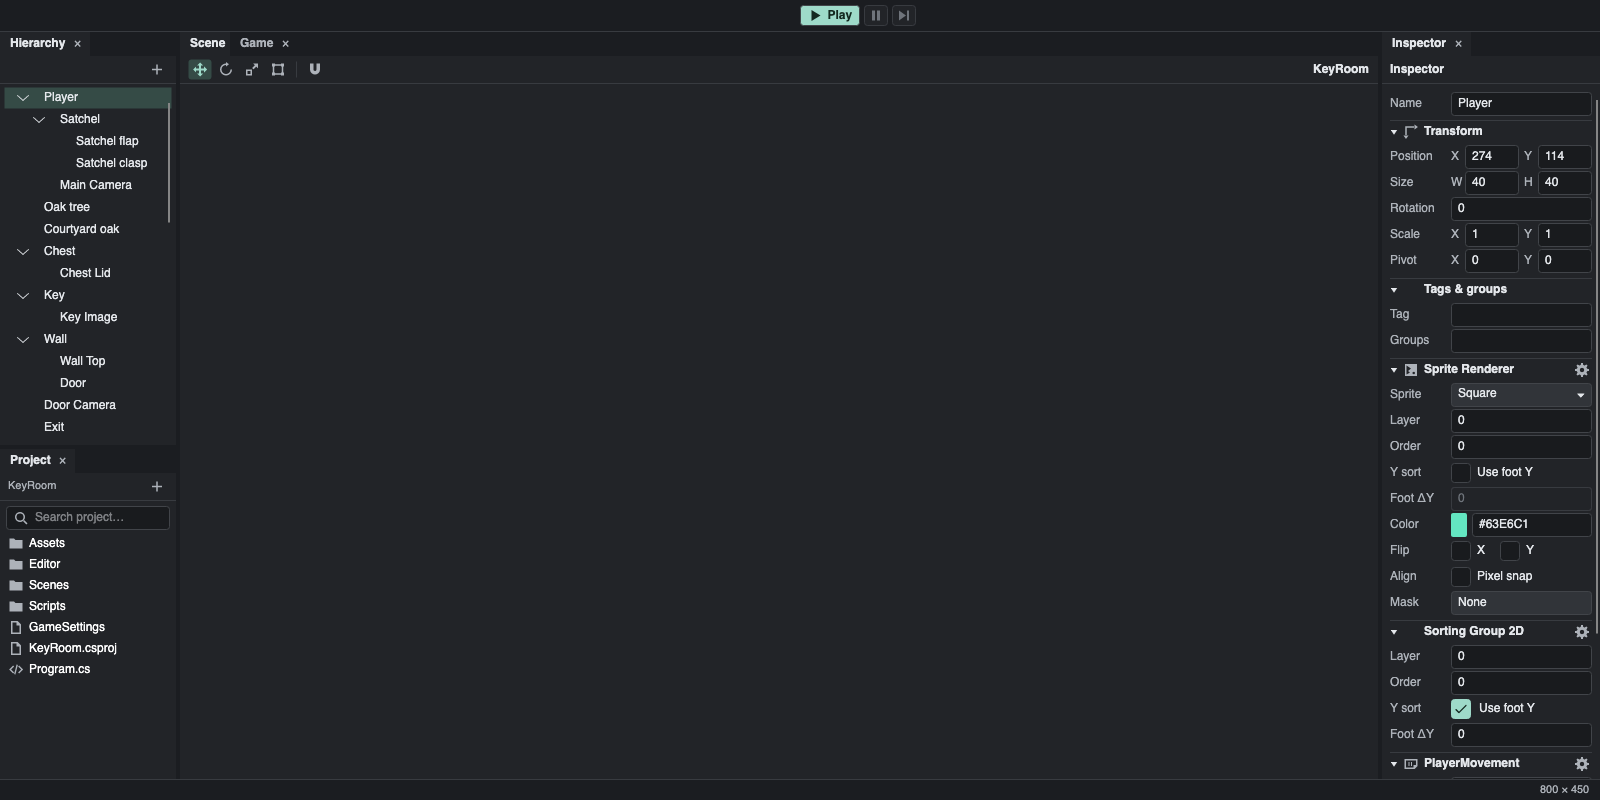 Play
Hierarchy ×
Scene Game ×
Inspector ×
KeyRoom
Inspector
Player
Satchel
Satchel flap
Satchel clasp
Main Camera
Oak tree
Courtyard oak
Chest
Chest Lid
Key
Key Image
Wall
Wall Top
Door
Door Camera
Exit
Project ×
KeyRoom
Search project...
Assets
Editor
Scenes
Scripts
GameSettings
KeyRoom.csproj
Program.cs
Name Player
Transform
Position X 274 Y 114
Size W 40 H 40
Rotation 0
Scale X 1 Y 1
Pivot X 0 Y 0
Tags & groups
Tag
Groups
Sprite Renderer
Sprite Square
Layer 0
Order 0
Y sort Use foot Y
Foot ΔY 0
Color #63E6C1
Flip X Y
Align Pixel snap
Mask None
Sorting Group 2D
Layer 0
Order 0
Y sort Use foot Y
Foot ΔY 0
PlayerMovement
800 × 450